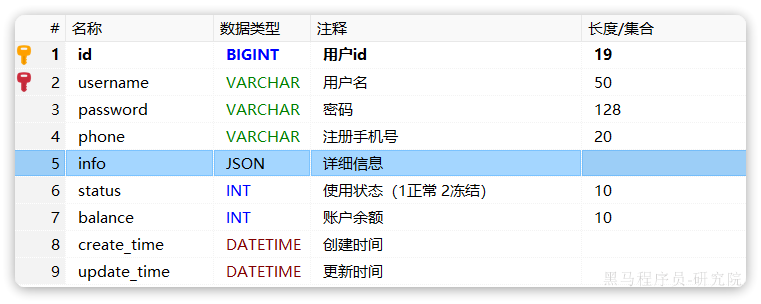 # 名称 数据类型 注释 长度/集合
1 id BIGINT 用户id 19
2 username VARCHAR 用户名 50
3 password VARCHAR 密码 128
4 phone VARCHAR 注册手机号 20
5 info JSON 详细信息
6 status INT 使用状态（1正常 2冻结） 10
7 balance INT 账户余额 10
8 create_time DATETIME 创建时间
9 update_time DATETIME 更新时间
黑马程序员-研究院